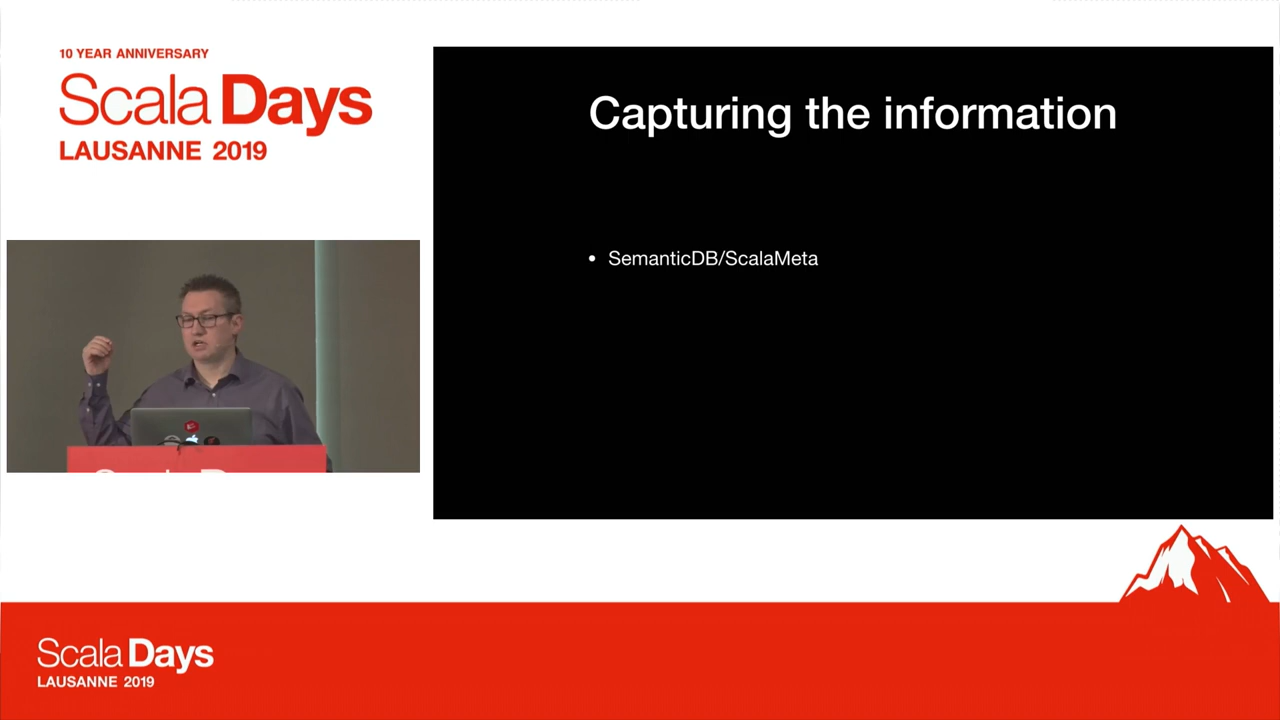 10 YEAR ANNIVERSARY
Scala Days
LAUSANNE 2019
Capturing the information
• SemanticDB/ScalaMeta
Scala Days
LAUSANNE 2019